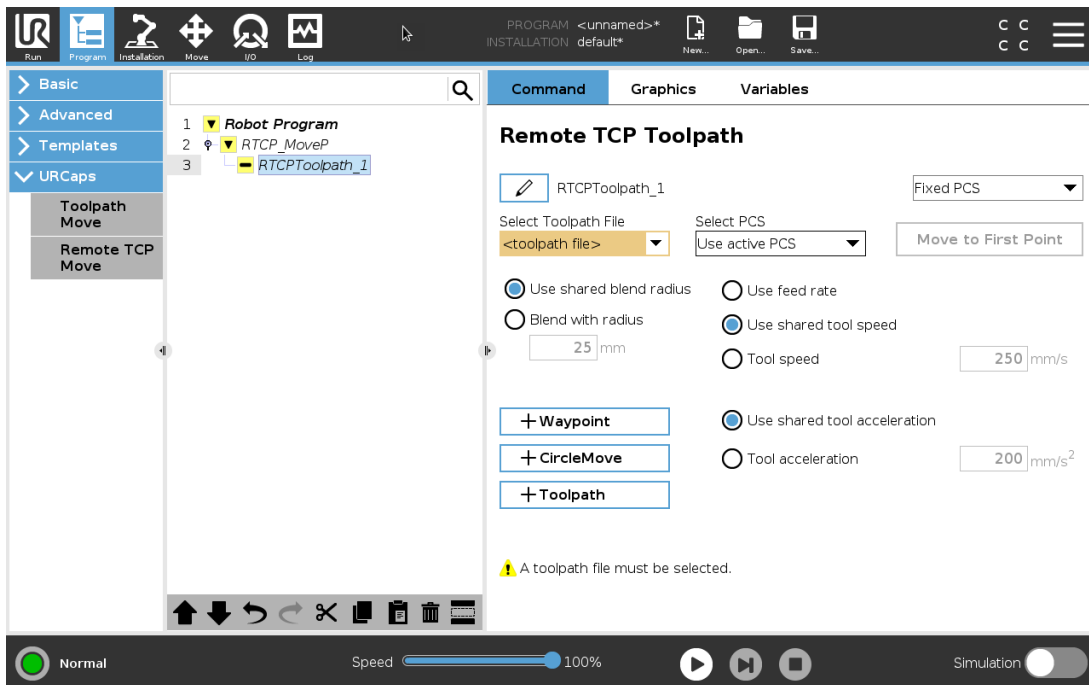 PROGRAM <unnamed>*
INSTALLATION default*
Run Program Installation Move I/O Log New... Open... Save...
C C
C C
Basic
Advanced
Templates
URCaps
Toolpath
Move
Remote TCP
Move
1 Robot Program
2 RTCP_MoveP
3 RTCPToolpath_1
Command Graphics Variables
Remote TCP Toolpath
RTCPToolpath_1 Fixed PCS
Select Toolpath File Select PCS
<toolpath file> Use active PCS Move to First Point
Use shared blend radius Use feed rate
Blend with radius Use shared tool speed
25 mm Tool speed 250 mm/s
+Waypoint Use shared tool acceleration
+CircleMove Tool acceleration 200 mm/s²
+Toolpath
A toolpath file must be selected.
Normal Speed 100% Simulation